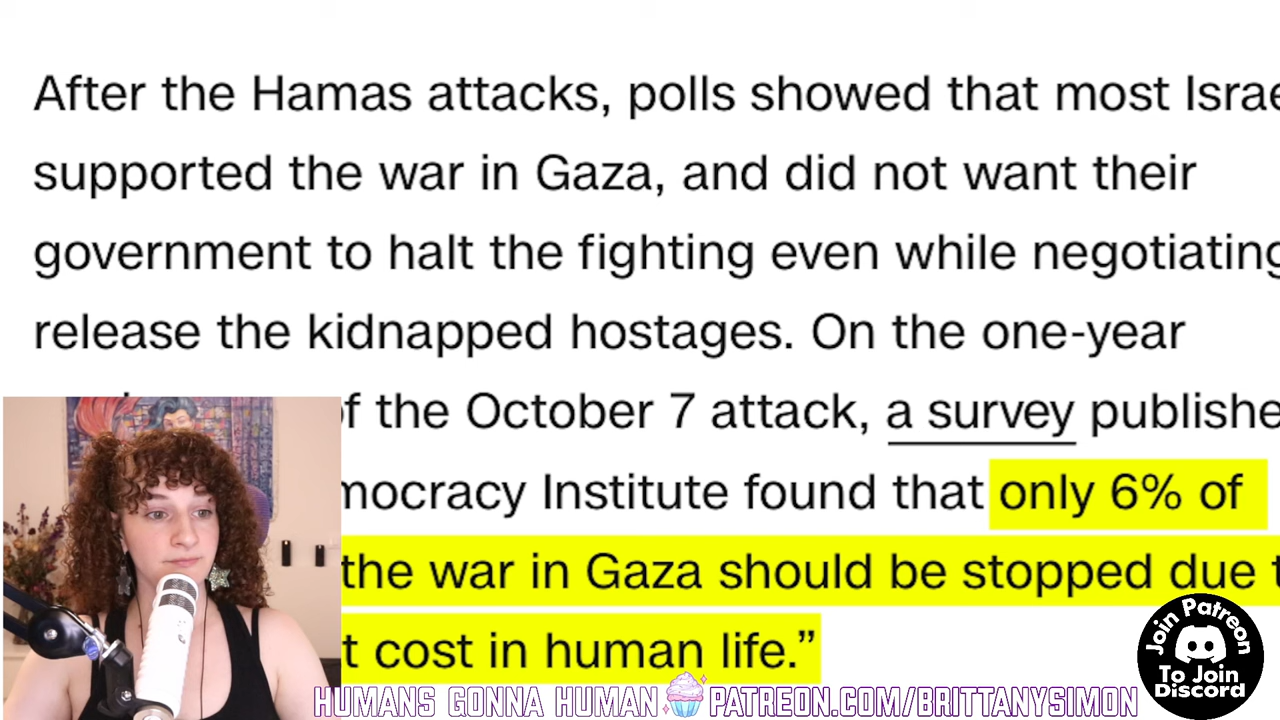 After the Hamas attacks, polls showed that most
supported the war in Gaza, and did not want their
government to halt the fighting even while negotiating
release the kidnapped hostages. On the one-year
of the October 7 attack, a survey
Institute found that only 6% of
the war in Gaza should be stopped due
cost in human life.”
Join Patreon
To Join
Discord
HUMANS GONNA HUMAN PATREON.COM/BRITTANYSIMON